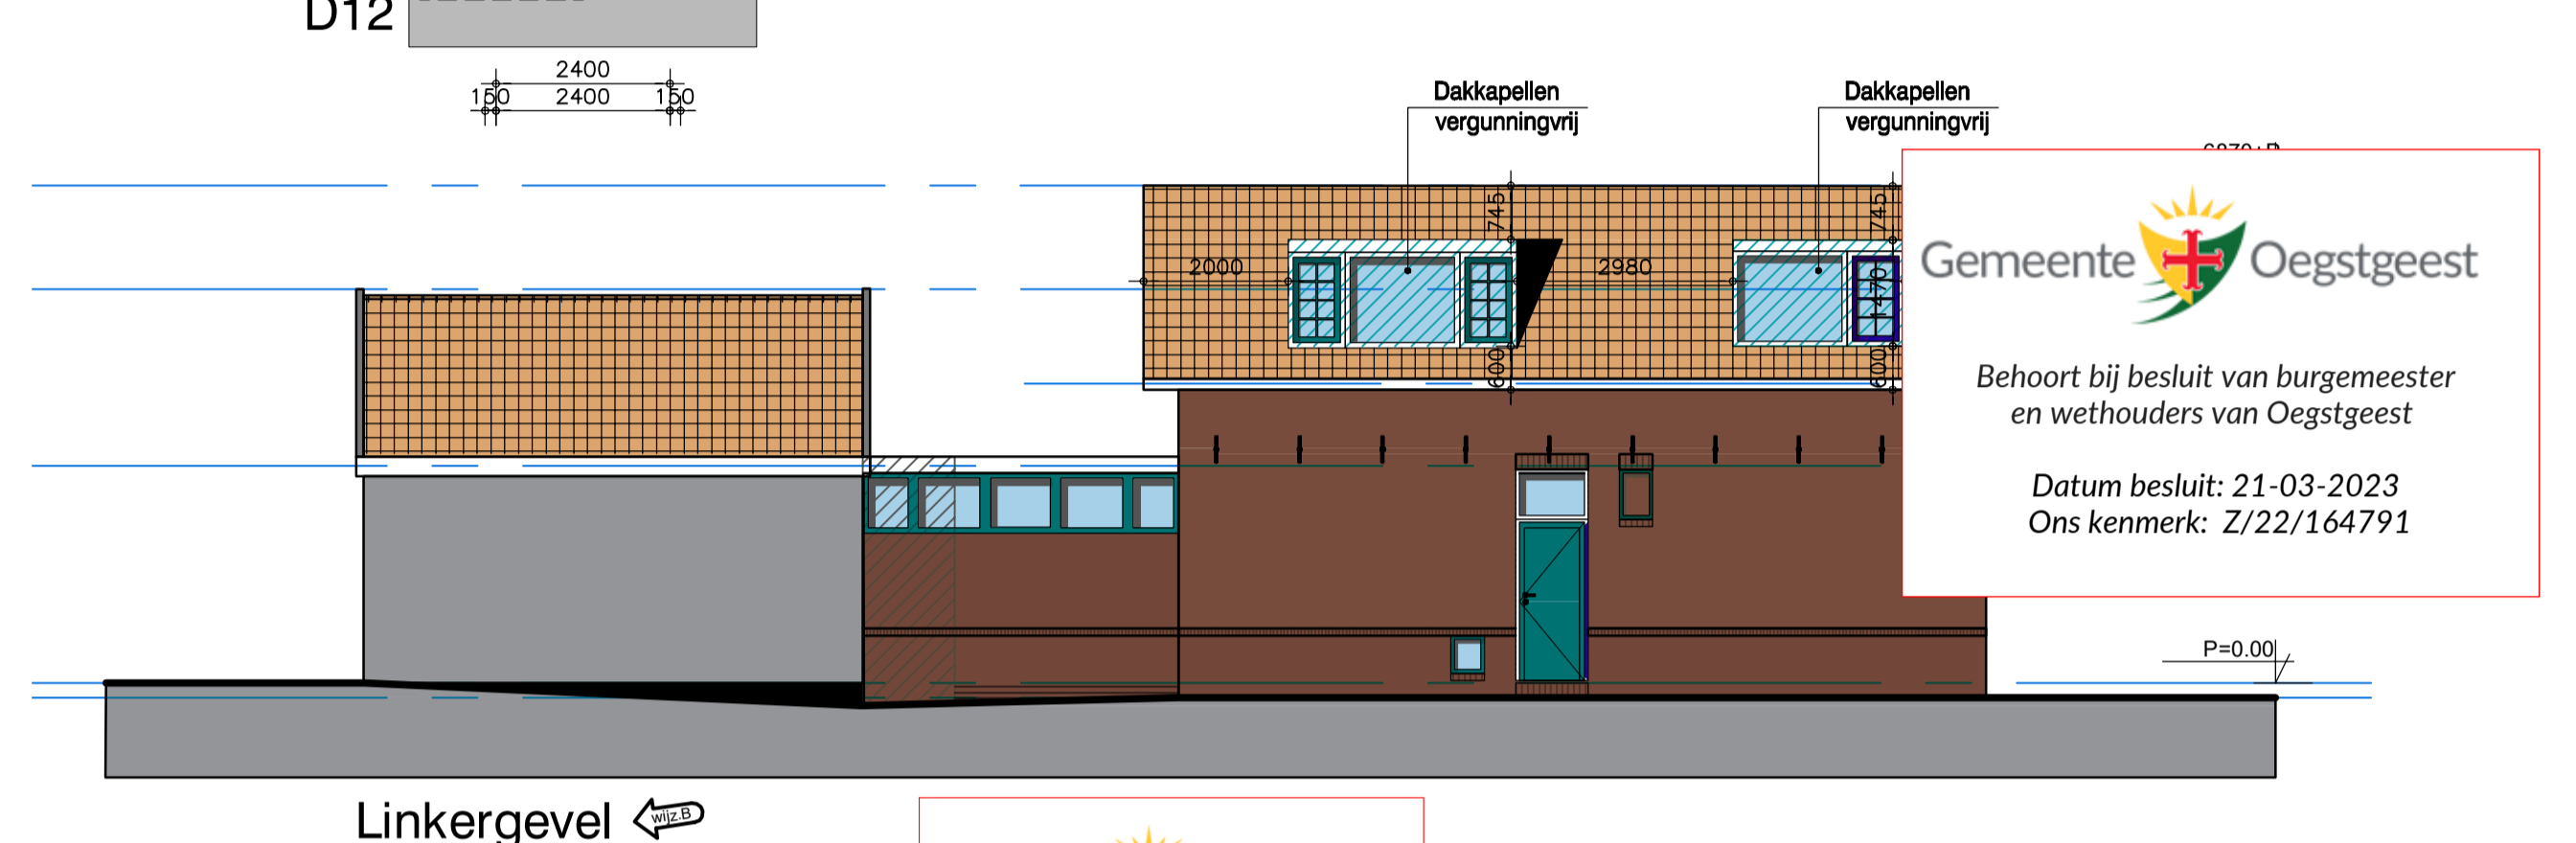 D12
2400
150 2400 150
Dakkapellen
vergunningvrij
Dakkapellen
vergunningvrij
745
745
2000
2980
1470
600
600
Gemeente Oegstgeest
Behoort bij besluit van burgemeester
en wethouders van Oegstgeest
Datum besluit: 21-03-2023
Ons kenmerk: Z/22/164791
P=0.00
Linkergevel
wijz.B